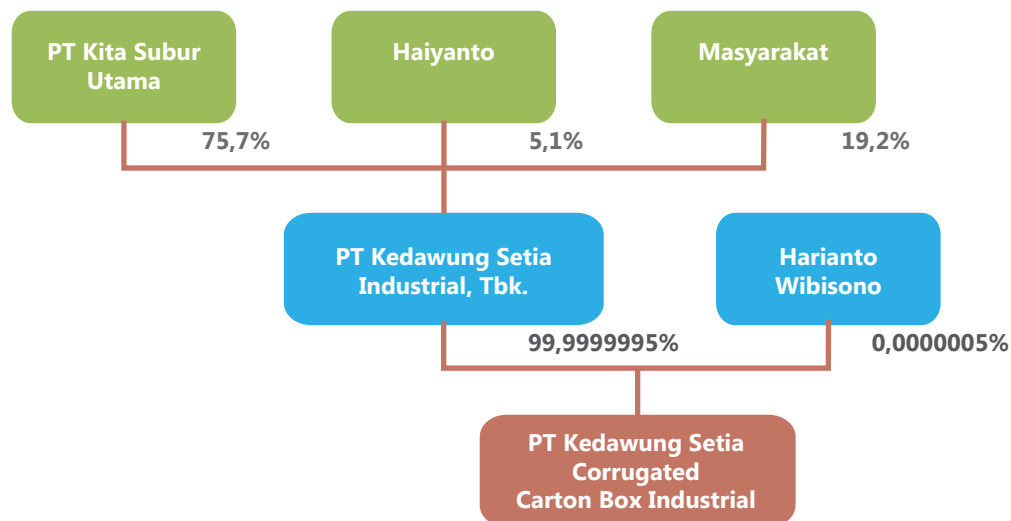 PT Kita Subur
Utama
Haiyanto
Masyarakat
75,7%
5,1%
19,2%
PT Kedawung Setia
Industrial, Tbk.
Harianto
Wibisono
99,9999995%
0,0000005%
PT Kedawung Setia
Corrugated
Carton Box Industrial